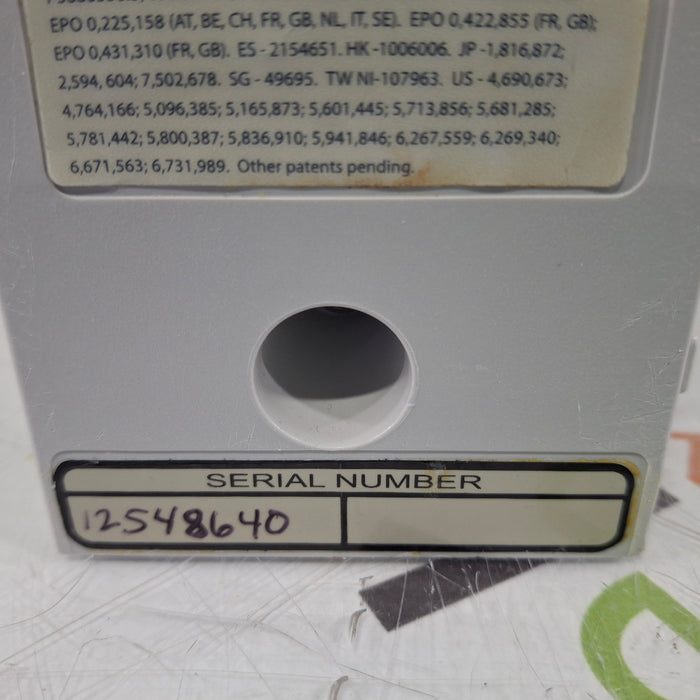 EPO 0,225,158 (AT, BE, CH, FR, GB, NL, IT, SE). EPO 0,422,855 (FR, GB);
EPO 0,431,310 (FR, GB). ES - 2154651. HK -1006006. JP -1,816,872;
2,594, 604; 7,502,678. SG - 49695. TW NI-107963. US - 4,690,673;
4,764,166; 5,096,385; 5,165,873; 5,601,445; 5,713,856; 5,681,285;
5,781,442; 5,800,387; 5,836,910; 5,941,846; 6,267,559; 6,269,340;
6,671,563; 6,731,989. Other patents pending.
SERIAL NUMBER
12548640